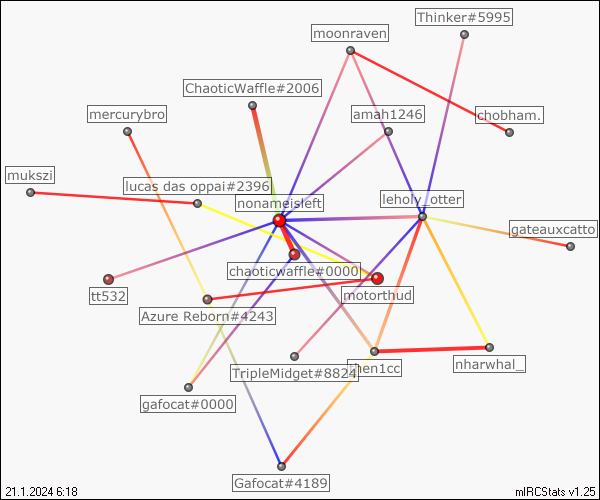 Thinker#5995
moonraven
ChaoticWaffle#2006
mercurybro
amah1246
chobham.
mukszi
lucas das oppai#2396
nonameisleft
leholy_otter
gateauxcatto
chaoticwaffle#0000
tt532
motorthud
Azure Reborn#4243
TripleMidget#8824
hen1cc
nharwhal_
gafocat#0000
Gafocat#4189
21.1.2024 6:18
mIRCStats v1.25